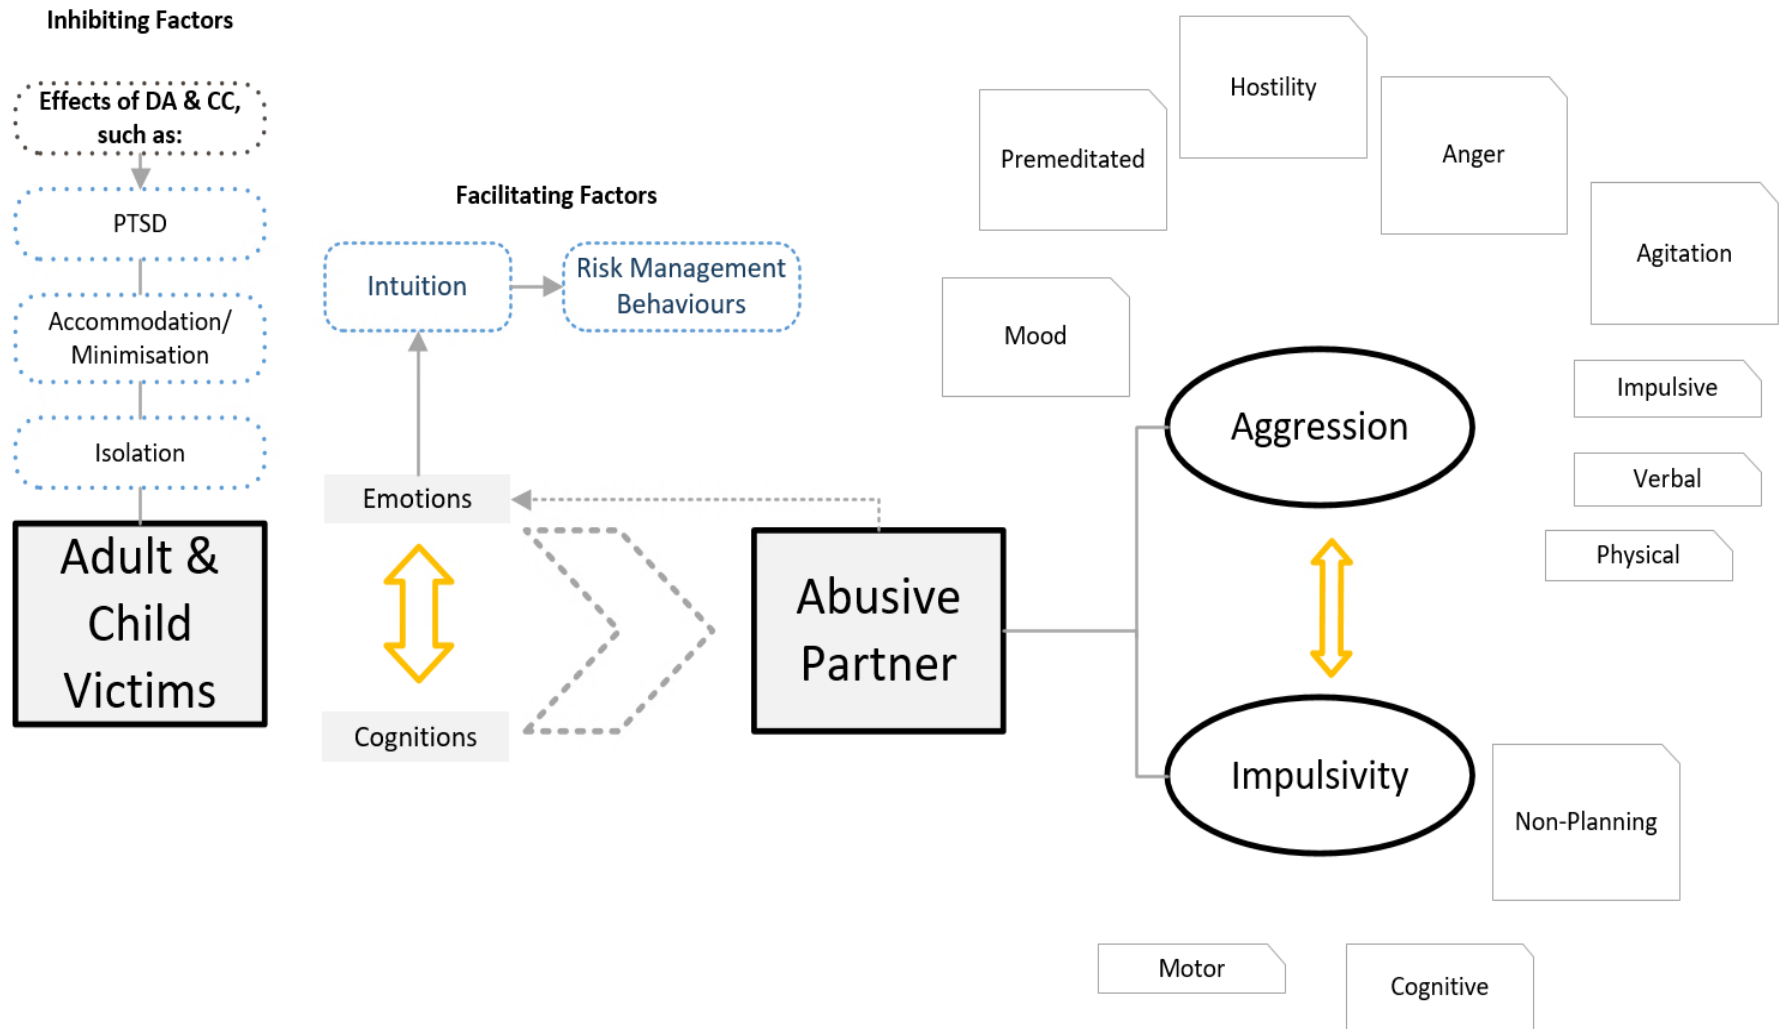 Inhibiting Factors
Effects of DA & CC,
such as:
PTSD
Accommodation/
Minimisation
Isolation
Adult &
Child
Victims
Facilitating Factors
Intuition
Risk Management
Behaviours
Emotions
Cognitions
Abusive
Partner
Aggression
Impulsivity
Mood
Premeditated
Hostility
Anger
Agitation
Impulsive
Verbal
Physical
Non-Planning
Motor
Cognitive